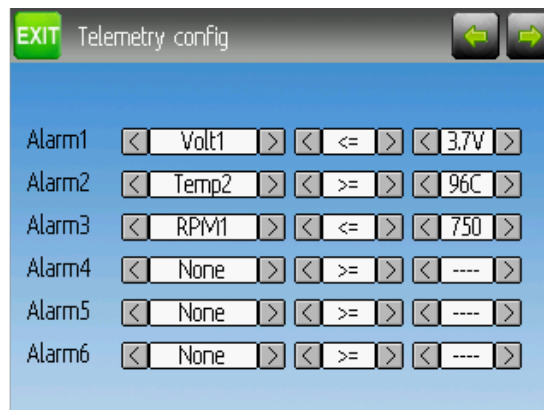 EXIT Telemetry config
Alarm1 < Volt1 > < <= > < 3.7V >
Alarm2 < Temp2 > < >= > < 96C >
Alarm3 < RPM1 > < <= > < 750 >
Alarm4 < None > < >= > < ---- >
Alarm5 < None > < >= > < ---- >
Alarm6 < None > < >= > < ---- >